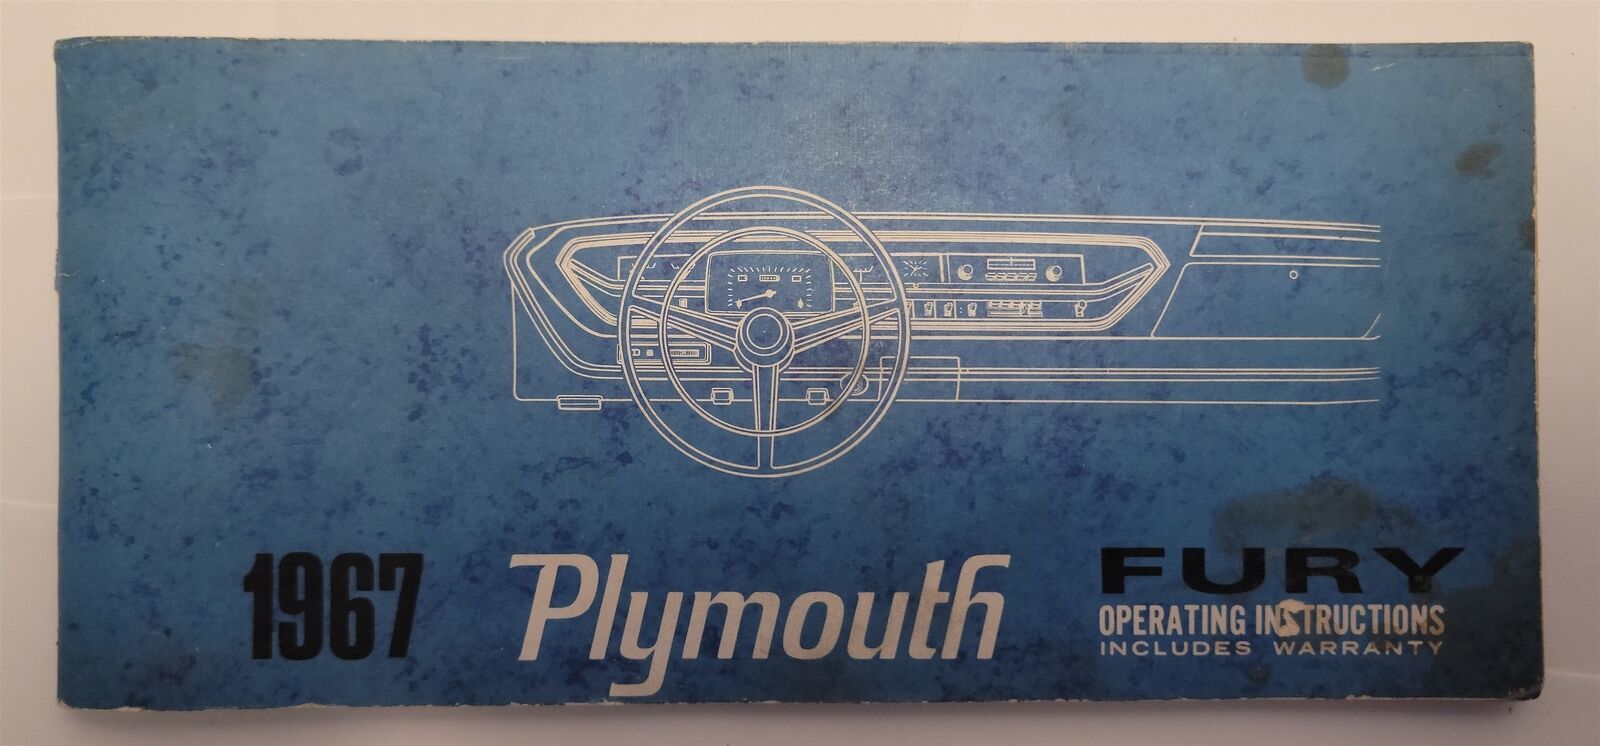 1967 Plymouth FURY
OPERATING INSTRUCTIONS
INCLUDES WARRANTY